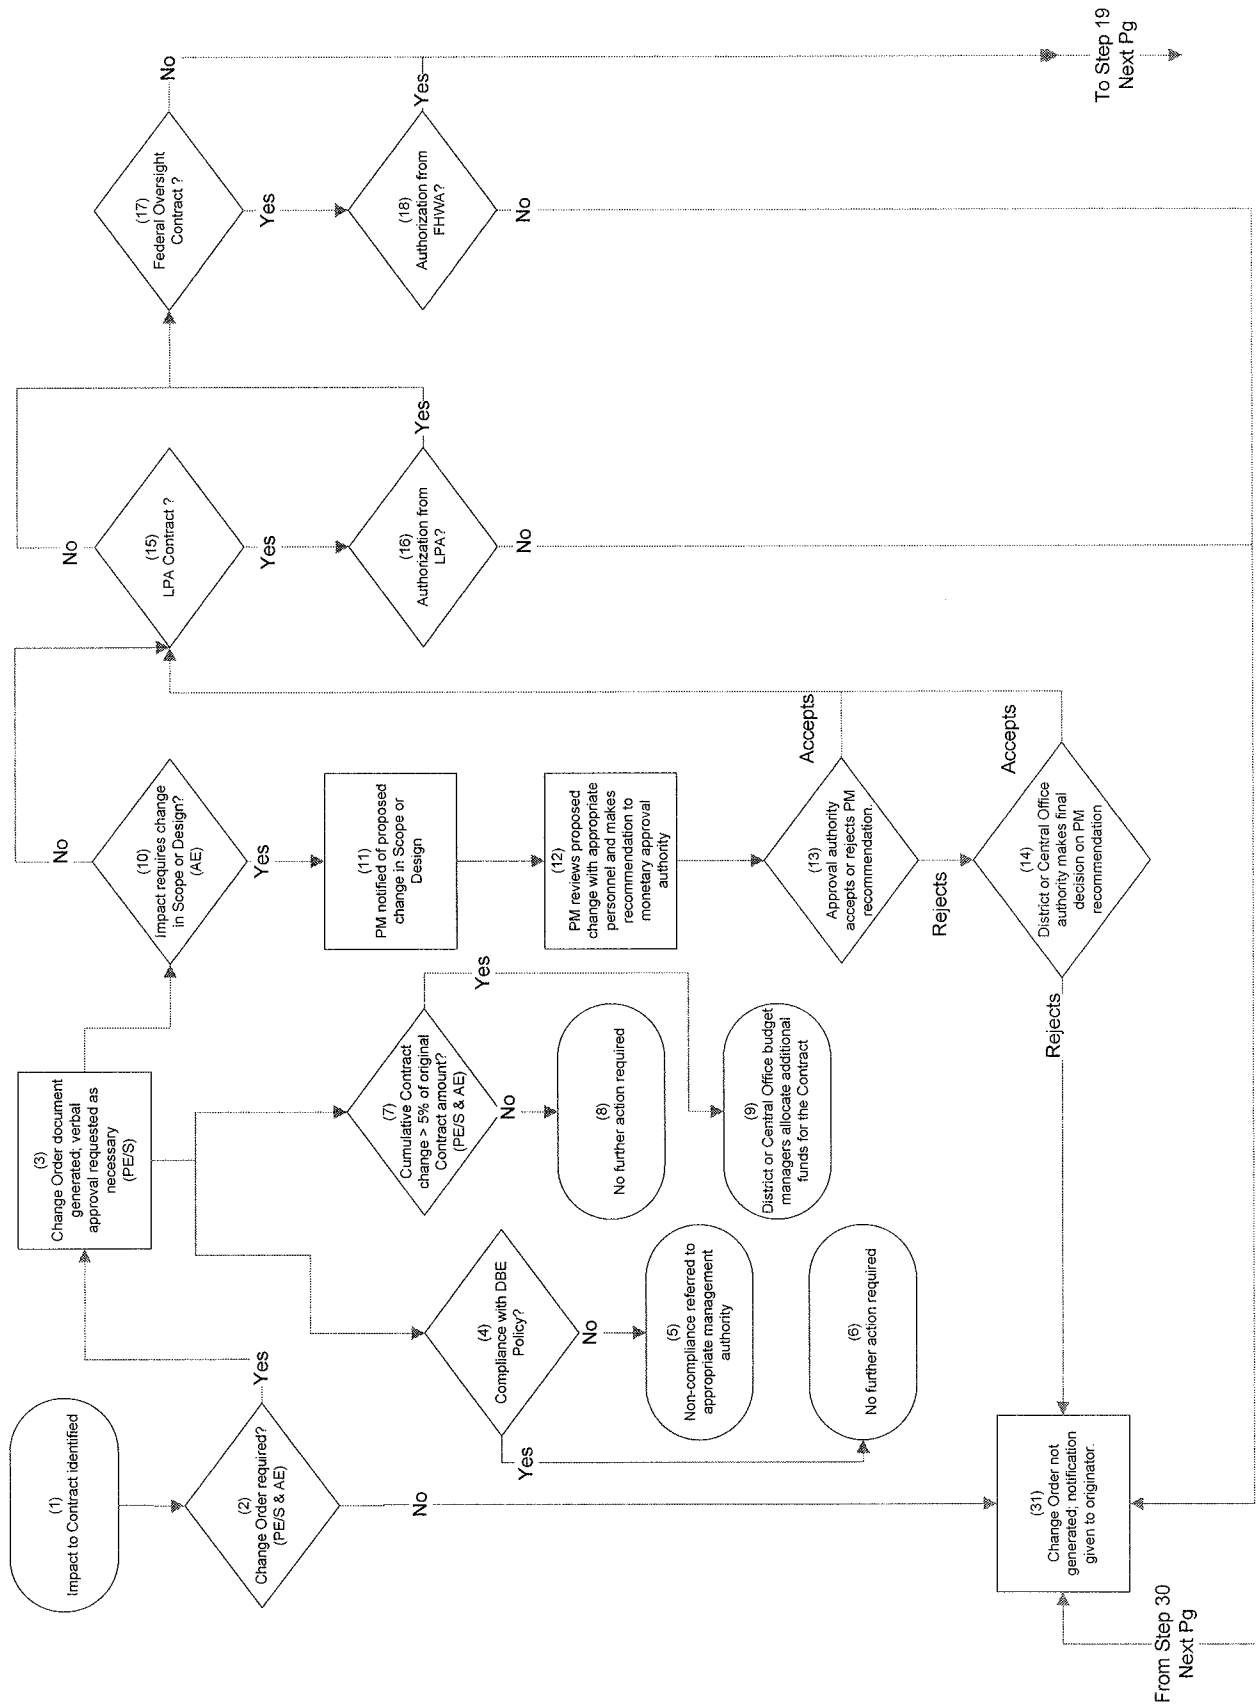 (1)
Impact to Contract identified
(2)
Change Order required?
(PE/S & AE)
Yes
No
(3)
Change Order document
generated; verbal
approval requested as
necessary
(PE/S)
(4)
Compliance with DBE
Policy?
Yes
No
(5)
Non-compliance referred to
appropriate management
authority
(6)
No further action required
(7)
Cumulative Contract
change > 5% of original
Contract amount?
(PE/S & AE)
Yes
No
(8)
No further action required
(9)
District or Central Office budget
managers allocate additional
funds for the Contract
(10)
Impact requires change
in Scope or Design?
(AE)
No
Yes
(11)
PM notified of proposed
change in Scope or
Design
(12)
PM reviews proposed
change with appropriate
personnel and makes
recommendation to
monetary approval
authority
(13)
Approval authority
accepts or rejects PM
recommendation.
Accepts
Rejects
(14)
District or Central Office
authority makes final
decision on PM
recommendation
Accepts
Rejects
(15)
LPA Contract ?
No
Yes
(16)
Authorization from
LPA?
Yes
No
(17)
Federal Oversight
Contract ?
No
Yes
(18)
Authorization from
FHWA?
Yes
No
To Step 19
Next Pg
(31)
Change Order not
generated; notification
given to originator.
From Step 30
Next Pg